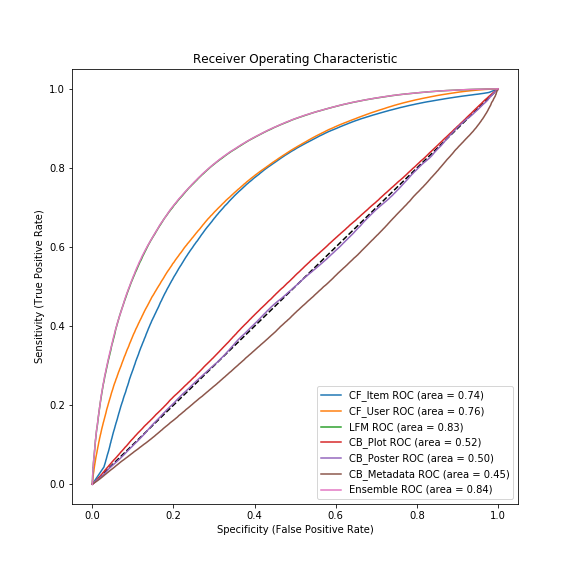 Receiver Operating Characteristic
1.0
0.8
0.6
0.4
0.2
0.0
Sensitivity (True Positive Rate)
CF_Item ROC (area = 0.74)
CF_User ROC (area = 0.76)
LFM ROC (area = 0.83)
CB_Plot ROC (area = 0.52)
CB_Poster ROC (area = 0.50)
CB_Metadata ROC (area = 0.45)
Ensemble ROC (area = 0.84)
0.0 0.2 0.4 0.6 0.8 1.0
Specificity (False Positive Rate)